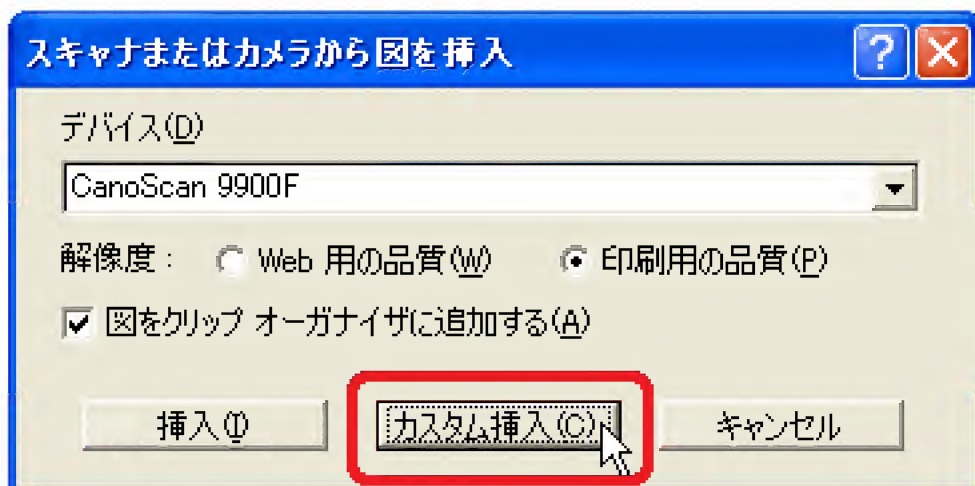 スキャナまたはカメラから図を挿入
デバイス(D)
CanoScan 9900F
解像度： Web 用の品質(W) 印刷用の品質(P)
図をクリップ オーガナイザに追加する(A)
挿入(I) カスタム挿入(C) キャンセル